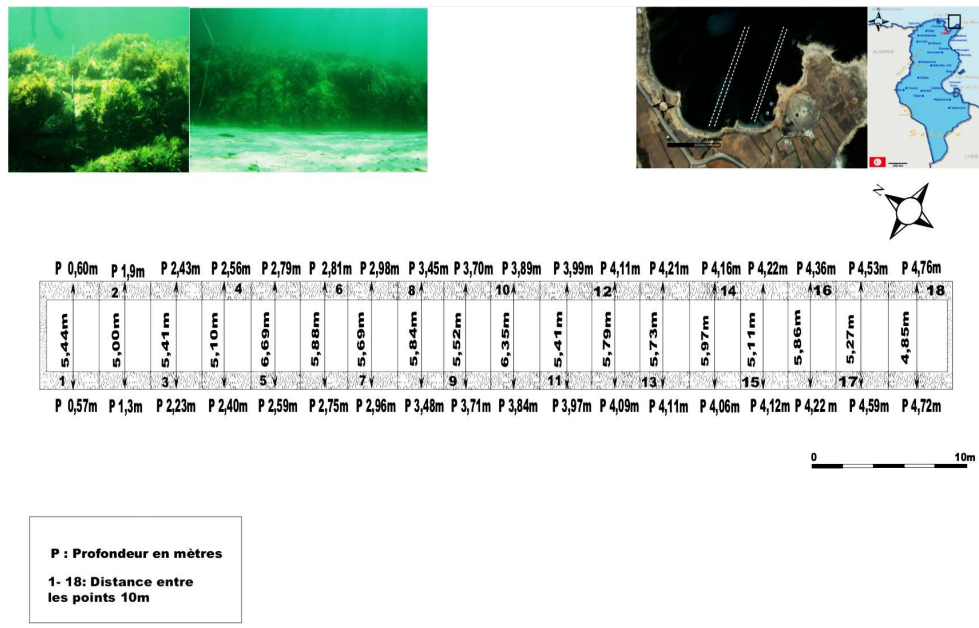 ALGERIE
N
P 0,60m P 1,9m P 2,43m P 2,56m P 2,79m P 2,81m P 2,98m P 3,45m P 3,70m P 3,89m P 3,99m P 4,11m P 4,21m P 4,16m P 4,22m P 4,36m P 4,53m P 4,76m
2 4 6 8 10 12 14 16 18
5,44m 5,00m 5,41m 5,10m 6,69m 5,88m 5,69m 5,84m 5,52m 6,35m 5,41m 5,79m 5,73m 5,97m 5,11m 5,86m 5,27m 4,85m
1 3 5 7 9 11 13 15 17
P 0,57m P 1,3m P 2,23m P 2,40m P 2,59m P 2,75m P 2,96m P 3,48m P 3,71m P 3,84m P 3,97m P 4,09m P 4,11m P 4,06m P 4,12m P 4,22 m P 4,59m P 4,72m
0 10m
P : Profondeur en mètres
1- 18: Distance entre
les points 10m